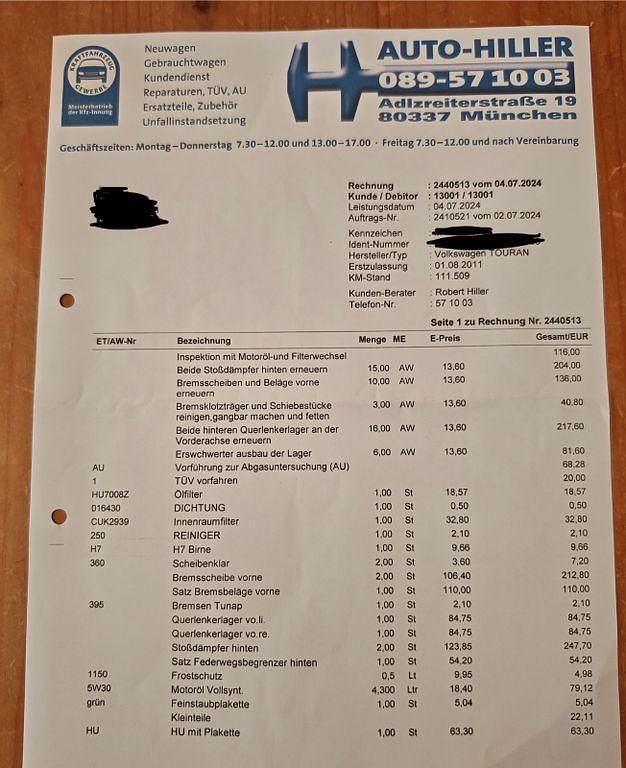 KRAFTFAHRZEUG
GEWERBE
Meisterbetrieb
der Kfz-Innung
Neuwagen
Gebrauchtwagen
Kundendienst
Reparaturen, TÜV, AU
Ersatzteile, Zubehör
Unfallinstandsetzung
H
AUTO-HILLER
089-57 10 03
Adlzreiterstraße 19
80337 München
Geschäftszeiten: Montag–Donnerstag 7.30–12.00 und 13.00–17.00 · Freitag 7.30–12.00 und nach Vereinbarung
Rechnung : 2440513 vom 04.07.2024
Kunde / Debitor : 13001 / 13001
Leistungsdatum : 04.07.2024
Auftrags-Nr. : 2410521 vom 02.07.2024
Kennzeichen :
Ident-Nummer :
Hersteller/Typ : Volkswagen TOURAN
Erstzulassung : 01.08.2011
KM-Stand : 111.509
Kunden-Berater : Robert Hiller
Telefon-Nr. : 57 10 03
Seite 1 zu Rechnung Nr. 2440513
ET/AW-Nr Bezeichnung Menge ME E-Preis Gesamt/EUR
Inspektion mit Motoröl-und Filterwechsel 116,00
Beide Stoßdämpfer hinten erneuern 15,00 AW 13,60 204,00
Bremsscheiben und Beläge vorne 10,00 AW 13,60 136,00
erneuern
Bremsklotzträger und Schiebestücke 3,00 AW 13,60 40,80
reinigen,gangbar machen und fetten
Beide hinteren Querlenkerlager an der 16,00 AW 13,60 217,60
Vorderachse erneuern
Erswchwerter ausbau der Lager 6,00 AW 13,60 81,60
AU Vorführung zur Abgasuntersuchung (AU) 68,28
1 TÜV vorfahren 20,00
HU7008Z Ölfilter 1,00 St 18,57 18,57
016430 DICHTUNG 1,00 St 0,50 0,50
CUK2939 Innenraumfilter 1,00 St 32,80 32,80
250 REINIGER 1,00 St 2,10 2,10
H7 H7 Birne 1,00 St 9,66 9,66
360 Scheibenklar 2,00 St 3,60 7,20
Bremsscheibe vorne 2,00 St 106,40 212,80
Satz Bremsbeläge vorne 1,00 St 110,00 110,00
395 Bremsen Tunap 1,00 St 2,10 2,10
Querlenkerlager vo.li. 1,00 St 84,75 84,75
Querlenkerlager vo.re. 1,00 St 84,75 84,75
Stoßdämpfer hinten 2,00 St 123,85 247,70
Satz Federwegsbegrenzer hinten 1,00 St 54,20 54,20
1150 Frostschutz 0,5 Lt 9,95 4,98
5W30 Motoröl Vollsynt. 4,300 Ltr 18,40 79,12
grün Feinstaubplakette 1,00 St 5,04 5,04
Kleinteile 22,11
HU HU mit Plakette 1,00 St 63,30 63,30